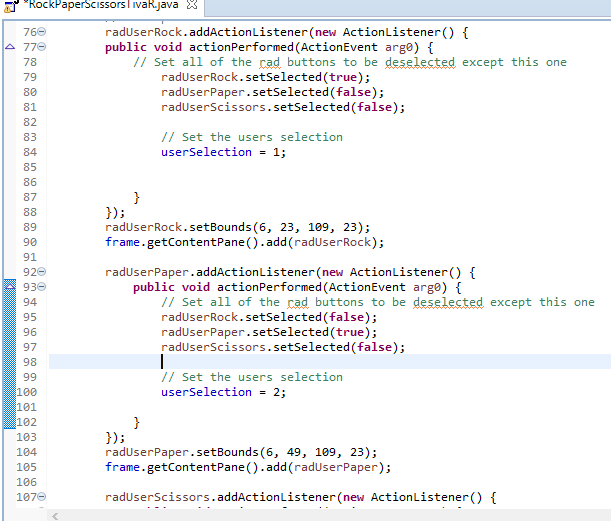 *RockPaperScissorsTivaR.java
76 radUserRock.addActionListener(new ActionListener() {
77 public void actionPerformed(ActionEvent arg0) {
78 // Set all of the rad buttons to be deselected except this one
79 radUserRock.setSelected(true);
80 radUserPaper.setSelected(false);
81 radUserScissors.setSelected(false);
82
83 // Set the users selection
84 userSelection = 1;
85
86
87 }
88 });
89 radUserRock.setBounds(6, 23, 109, 23);
90 frame.getContentPane().add(radUserRock);
91
92 radUserPaper.addActionListener(new ActionListener() {
93 public void actionPerformed(ActionEvent arg0) {
94 // Set all of the rad buttons to be deselected except this one
95 radUserRock.setSelected(false);
96 radUserPaper.setSelected(true);
97 radUserScissors.setSelected(false);
98
99 // Set the users selection
100 userSelection = 2;
101
102 }
103 });
104 radUserPaper.setBounds(6, 49, 109, 23);
105 frame.getContentPane().add(radUserPaper);
106
107 radUserScissors.addActionListener(new ActionListener() {